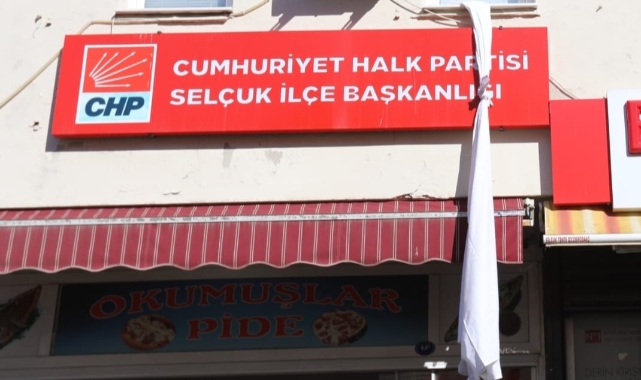 CUMHURİYET HALK PARTİSİ
CHP
SELÇUK İLÇE BAŞKANLIĞI
OKUMUŞLAR
PİDE